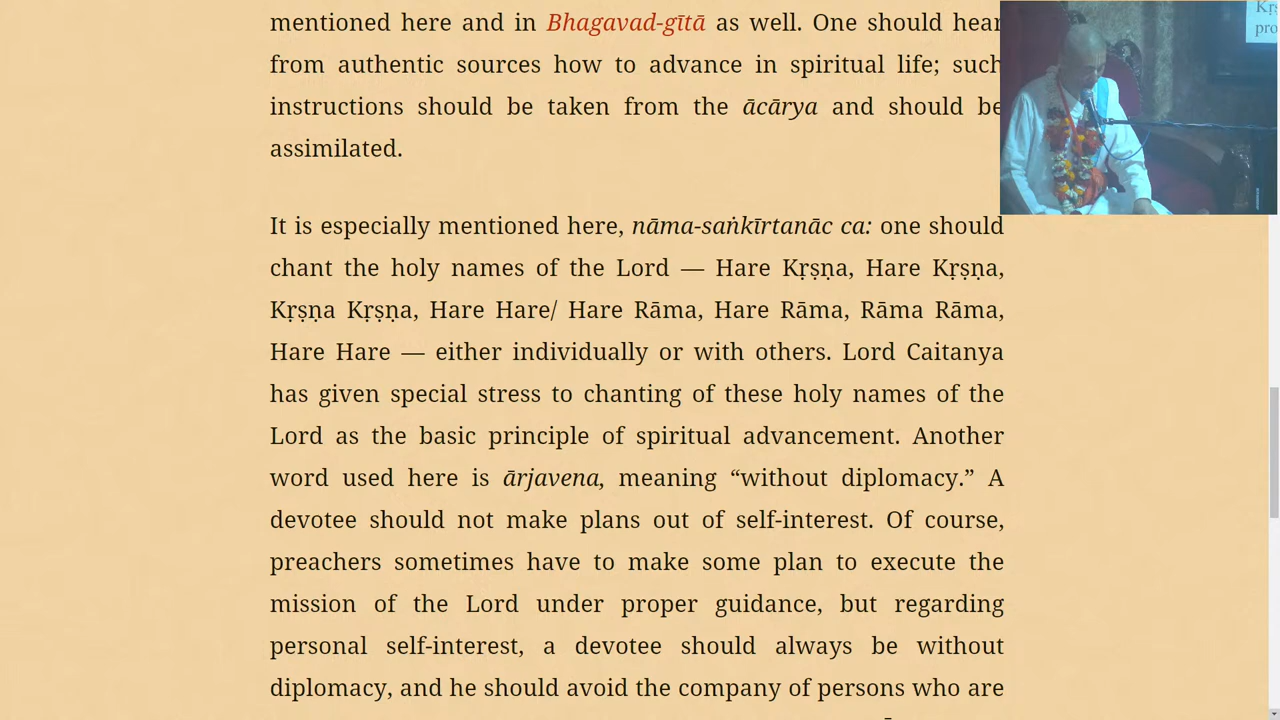 mentioned here and in Bhagavad-gītā as well. One should hear
from authentic sources how to advance in spiritual life; such
instructions should be taken from the ācārya and should be
assimilated.
It is especially mentioned here, nāma-saṅkīrtanāc ca: one should
chant the holy names of the Lord — Hare Kṛṣṇa, Hare Kṛṣṇa,
Kṛṣṇa Kṛṣṇa, Hare Hare/ Hare Rāma, Hare Rāma, Rāma Rāma,
Hare Hare — either individually or with others. Lord Caitanya
has given special stress to chanting of these holy names of the
Lord as the basic principle of spiritual advancement. Another
word used here is ārjavena, meaning “without diplomacy.” A
devotee should not make plans out of self-interest. Of course,
preachers sometimes have to make some plan to execute the
mission of the Lord under proper guidance, but regarding
personal self-interest, a devotee should always be without
diplomacy, and he should avoid the company of persons who are